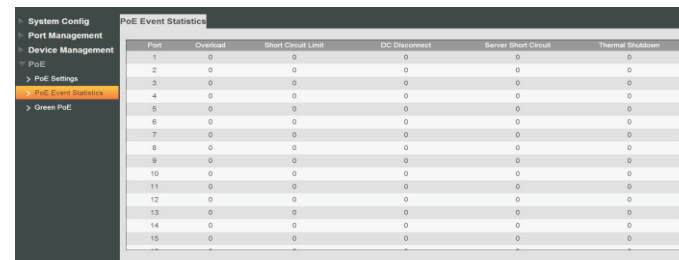 System Config
Port Management
Device Management
PoE
PoE Settings
PoE Event Statistics
Green PoE
PoE Event Statistics
Port Overload Short Circuit Limit DC Disconnect Server Short Circuit Thermal Shutdown
1 0 0 0 0 0
2 0 0 0 0 0
3 0 0 0 0 0
4 0 0 0 0 0
5 0 0 0 0 0
6 0 0 0 0 0
7 0 0 0 0 0
8 0 0 0 0 0
9 0 0 0 0 0
10 0 0 0 0 0
11 0 0 0 0 0
12 0 0 0 0 0
13 0 0 0 0 0
14 0 0 0 0 0
15 0 0 0 0 0